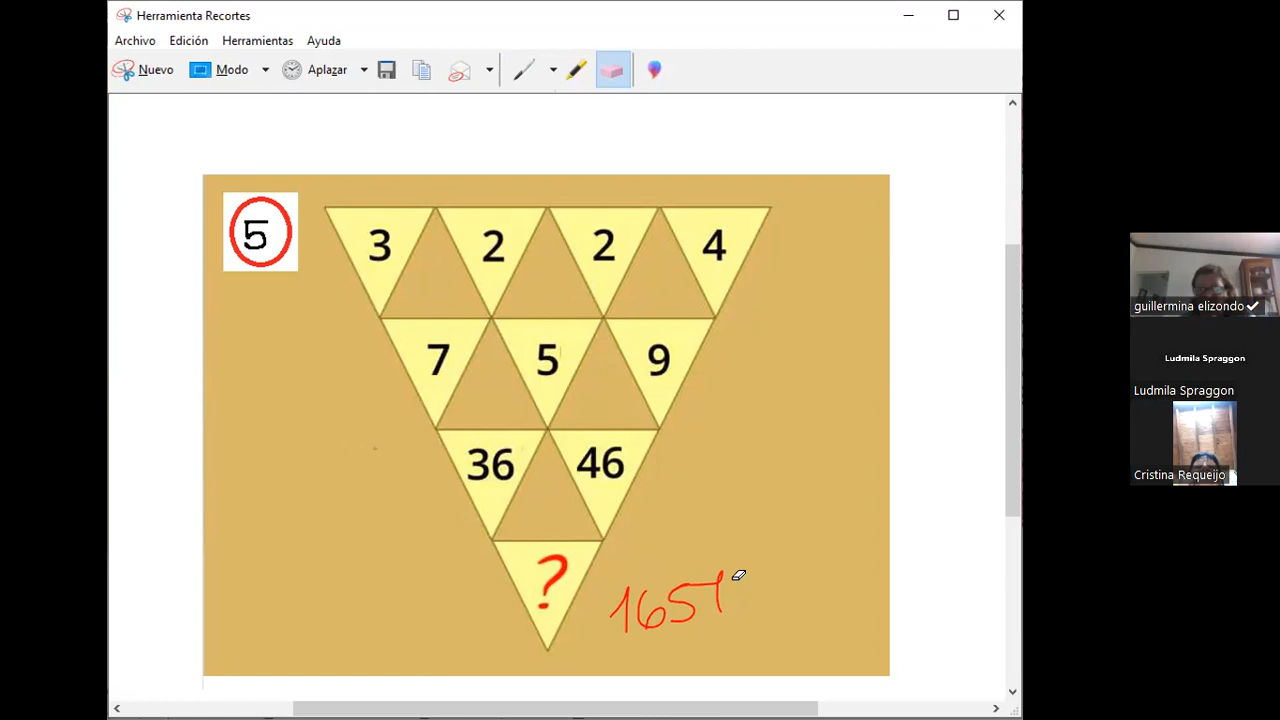 Herramienta Recortes
Archivo Edición Herramientas Ayuda
Nuevo Modo Aplazar
5
3 2 2 4
7 5 9
36 46
?
1657
guillermina elizondo
Ludmila Spraggon
Ludmila Spraggon
Cristina Requeijo